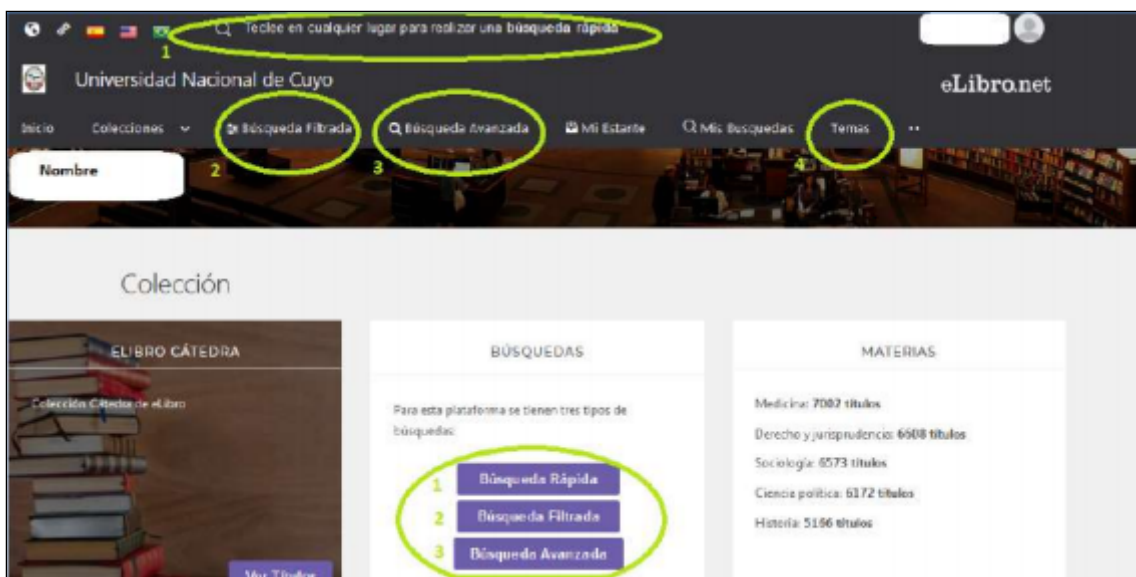 Teclee en cualquier lugar para realizar una búsqueda rápida
1
Universidad Nacional de Cuyo
eLibro.net
Inicio Colecciones Búsqueda Filtrada Búsqueda Avanzada Mi Estante Mis Busquedas Temas ..
2 3 4
Nombre
Colección
ELIBRO CÁTEDRA
Colección Cátedra de eLibro
Ver Títulos
BÚSQUEDAS
Para esta plataforma se tienen tres tipos de
búsquedas:
1 Búsqueda Rápida
2 Búsqueda Filtrada
3 Búsqueda Avanzada
MATERIAS
Medicina: 7002 títulos
Derecho y jurisprudencia: 6608 títulos
Sociología: 6573 títulos
Ciencia política: 6172 títulos
Historia: 5166 títulos